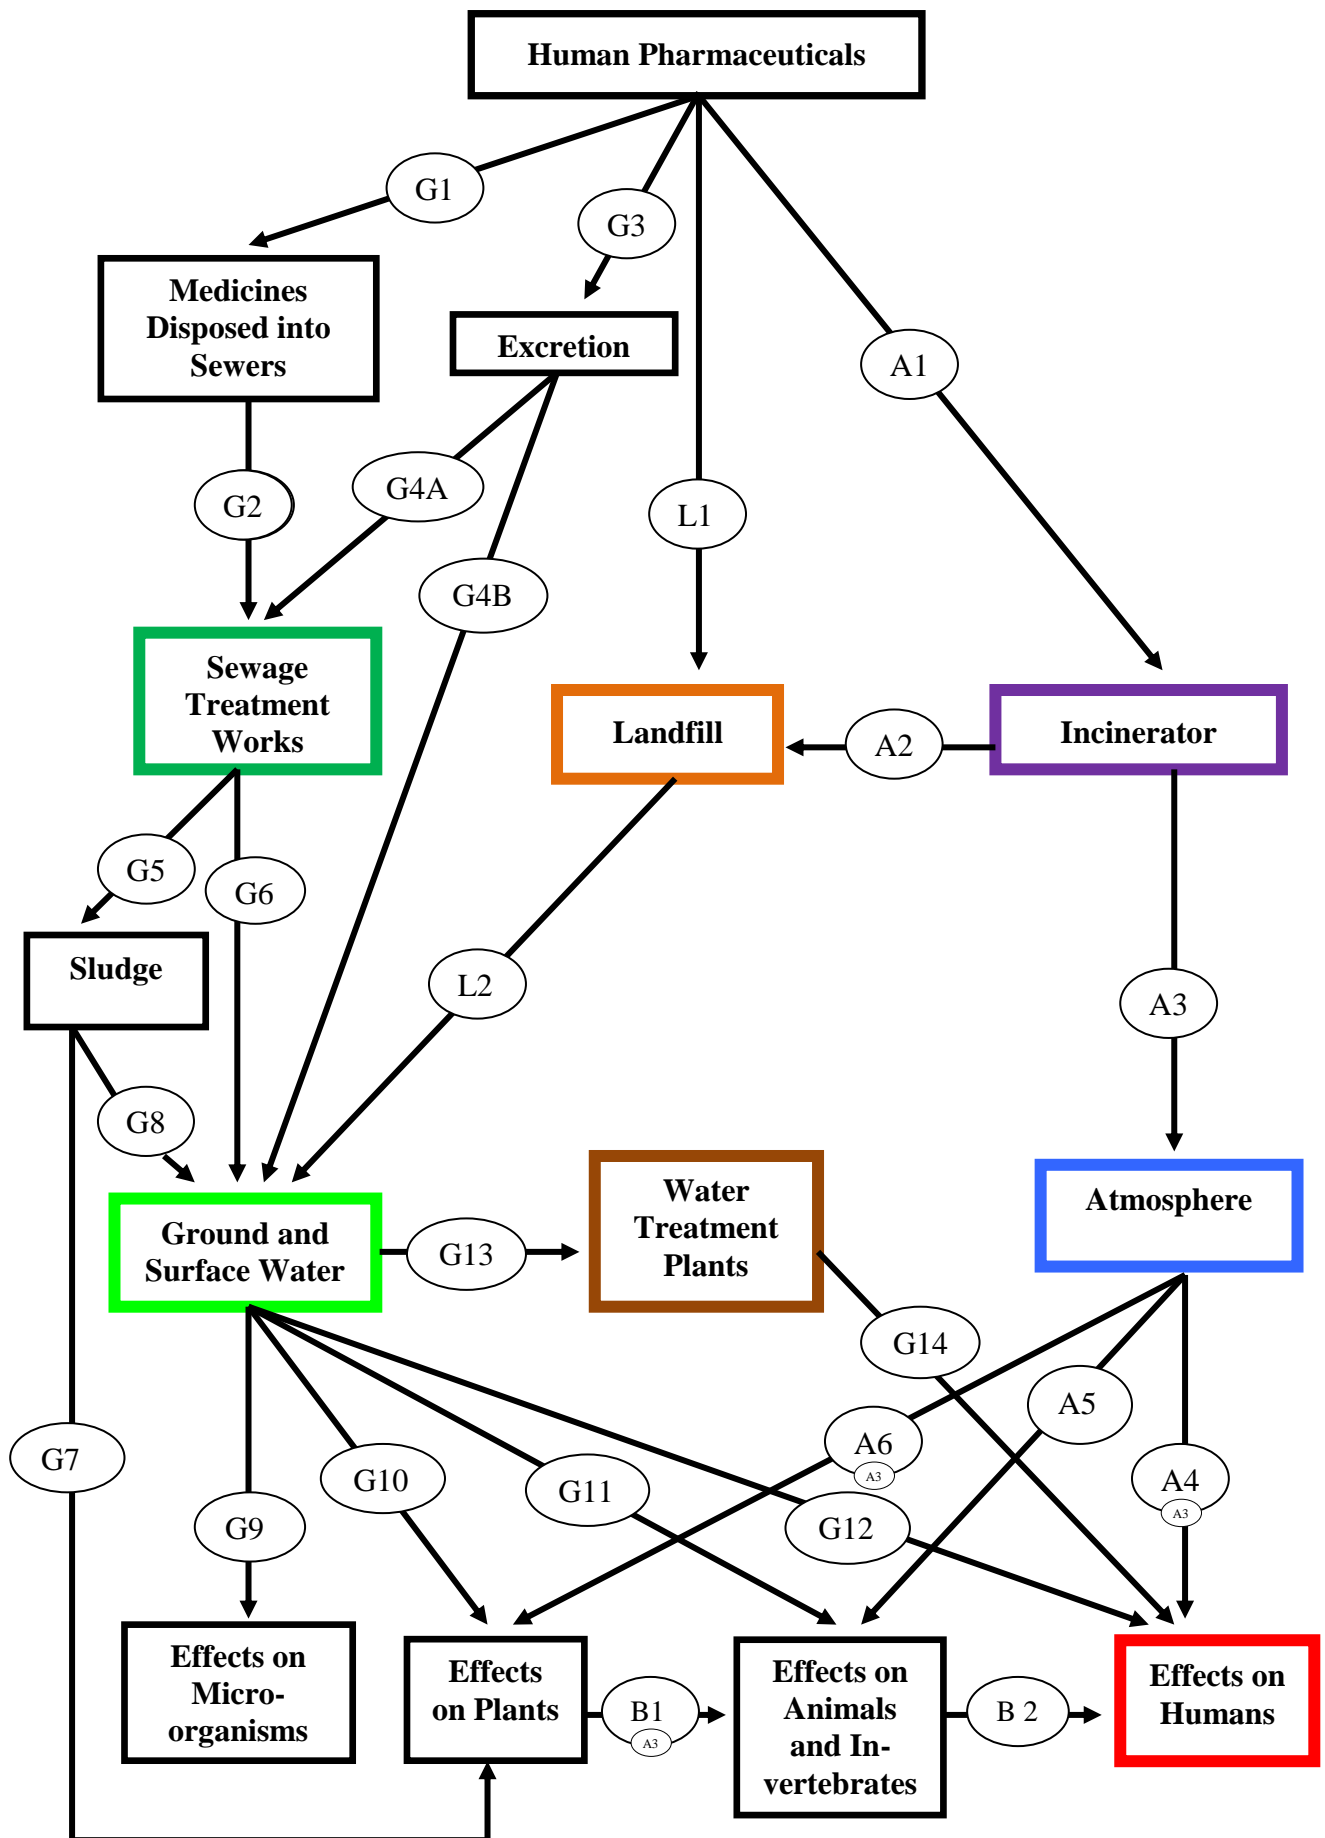 Human Pharmaceuticals
G1
G3
Medicines
Disposed into
Sewers
Excretion
A1
G4A
G2
L1
G4B
Sewage
Treatment
Works
Landfill
A2
Incinerator
G5
G6
Sludge
L2
A3
G8
Water
Treatment
Plants
Atmosphere
Ground and
Surface Water
G13
G14
A5
A6
A3
G7
G10
G11
A4
A3
G9
G12
Effects on
Micro-
organisms
Effects
on Plants
B1
A3
Effects on
Animals
and In-
vertebrates
B 2
Effects on
Humans